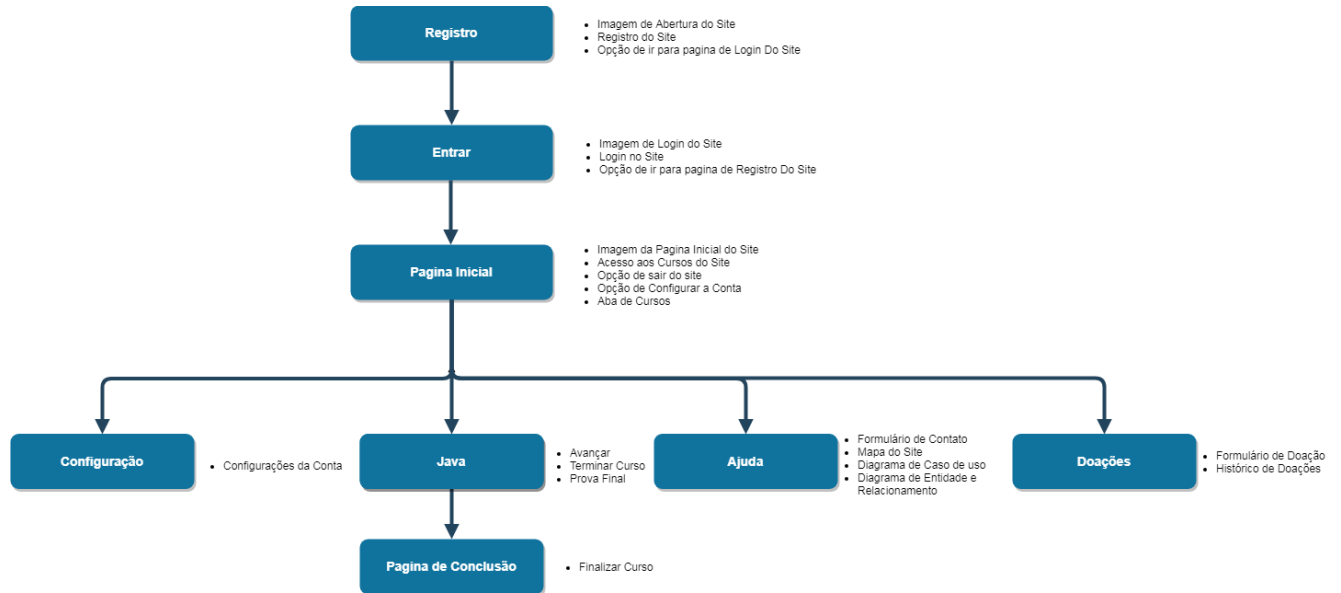 Registro
• Imagem de Abertura do Site
• Registro do Site
• Opção de ir para pagina de Login Do Site
Entrar
• Imagem de Login do Site
• Login no Site
• Opção de ir para pagina de Registro Do Site
Pagina Inicial
• Imagem da Pagina Inicial do Site
• Acesso aos Cursos do Site
• Opção de sair do site
• Opção de Configurar a Conta
• Aba de Cursos
Configuração
• Configurações da Conta
Java
• Avançar
• Terminar Curso
• Prova Final
Ajuda
• Formulário de Contato
• Mapa do Site
• Diagrama de Caso de uso
• Diagrama de Entidade e
Relacionamento
Doações
• Formulário de Doação
• Histórico de Doações
Pagina de Conclusão
• Finalizar Curso